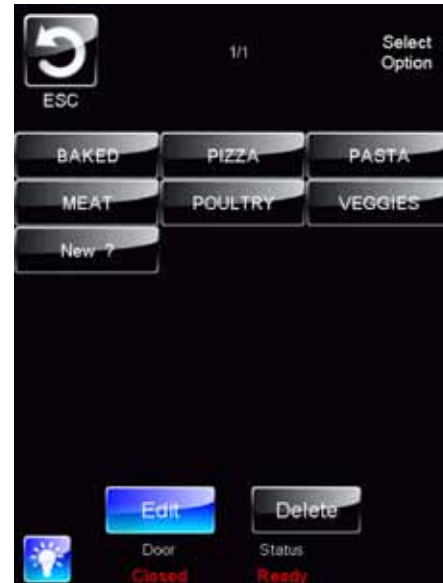 1/1
Select
Option
ESC
BAKED PIZZA PASTA
MEAT POULTRY VEGGIES
New ?
Edit Delete
Door Status
Closed Ready